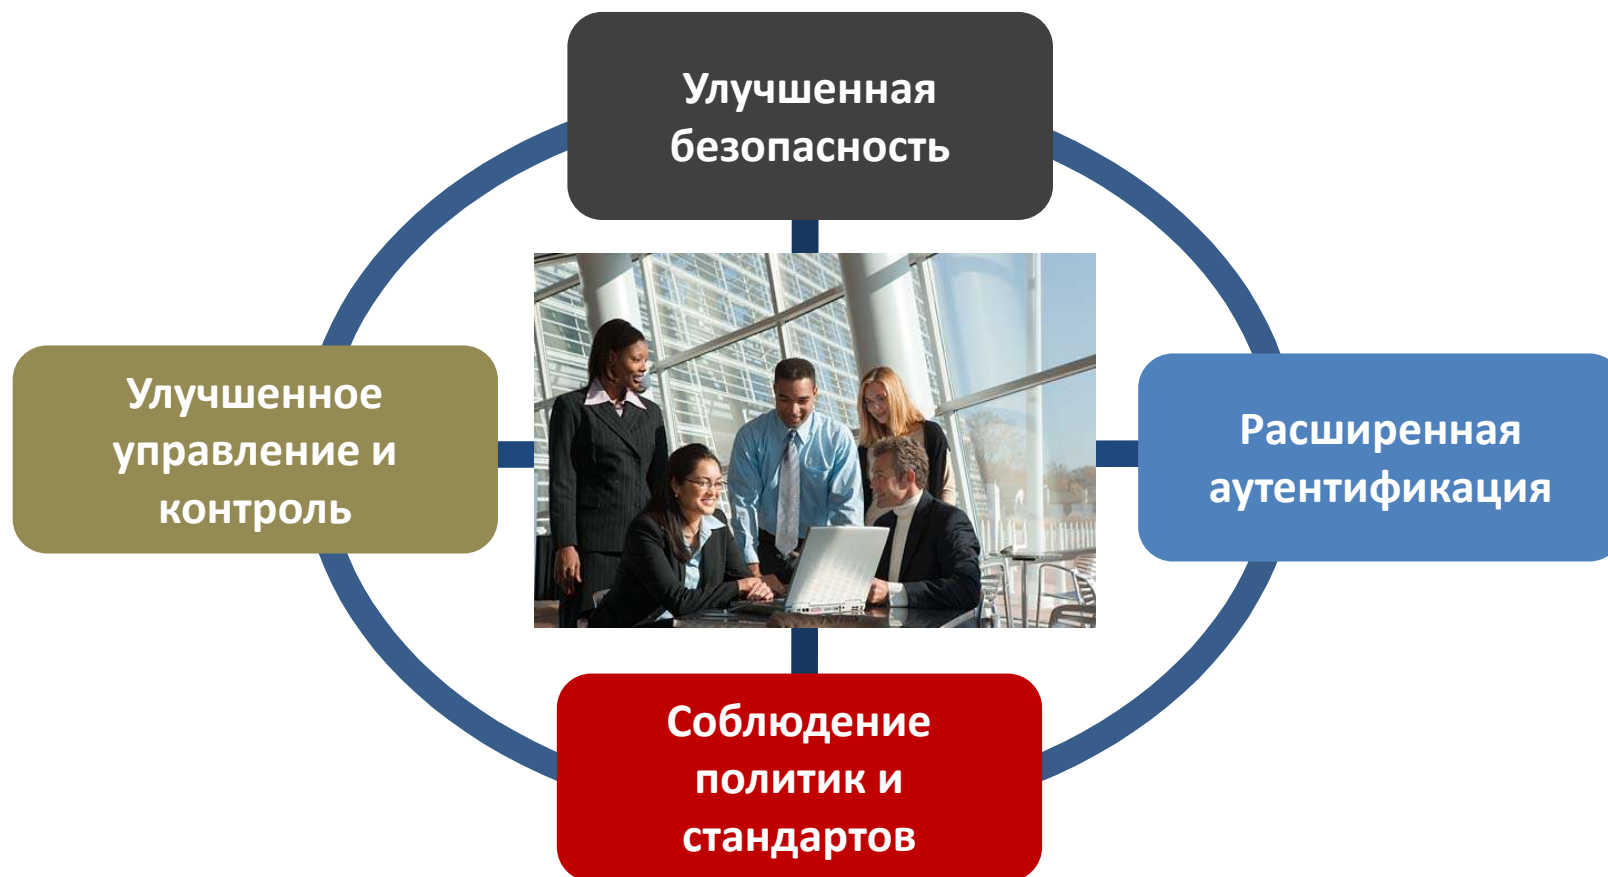 Улучшенная
безопасность
Улучшенное
управление и
контроль
Расширенная
аутентификация
Соблюдение
политик и
стандартов